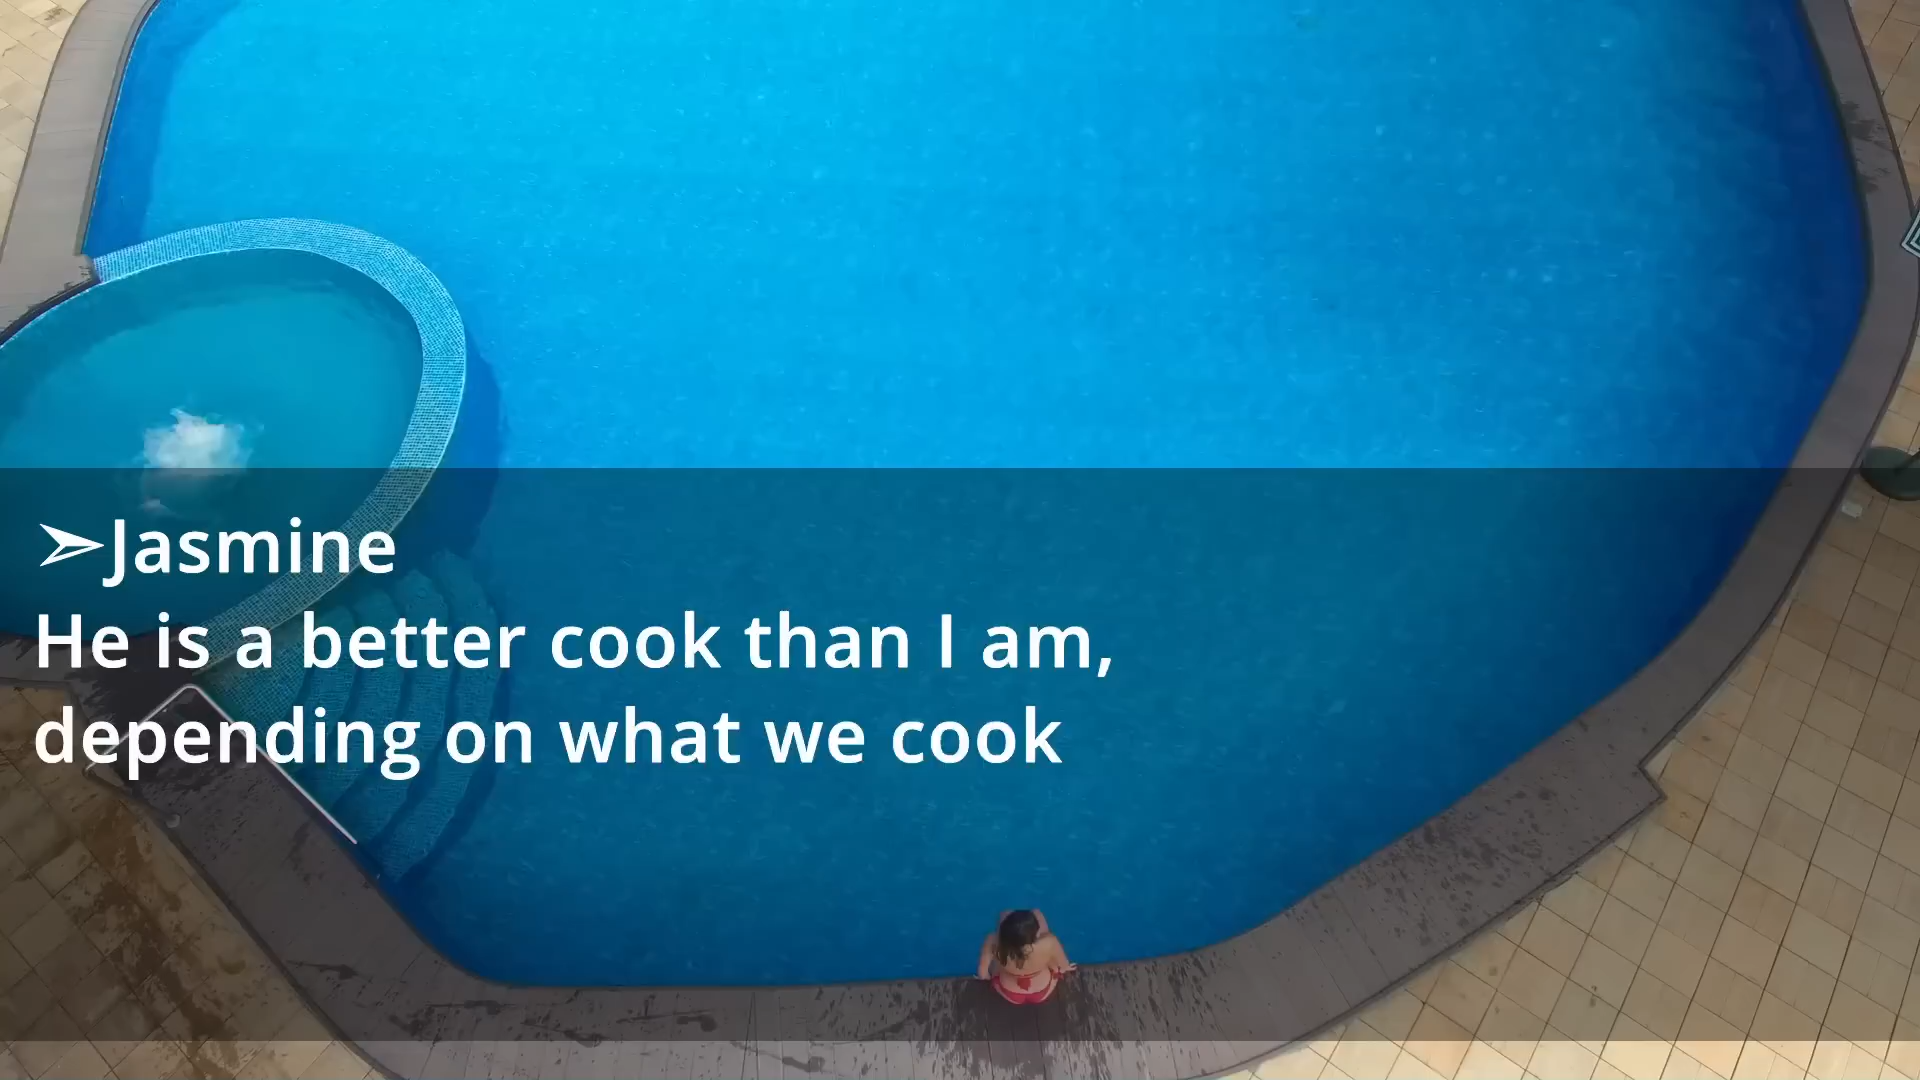 ➣Jasmine
He is a better cook than I am,
depending on what we cook